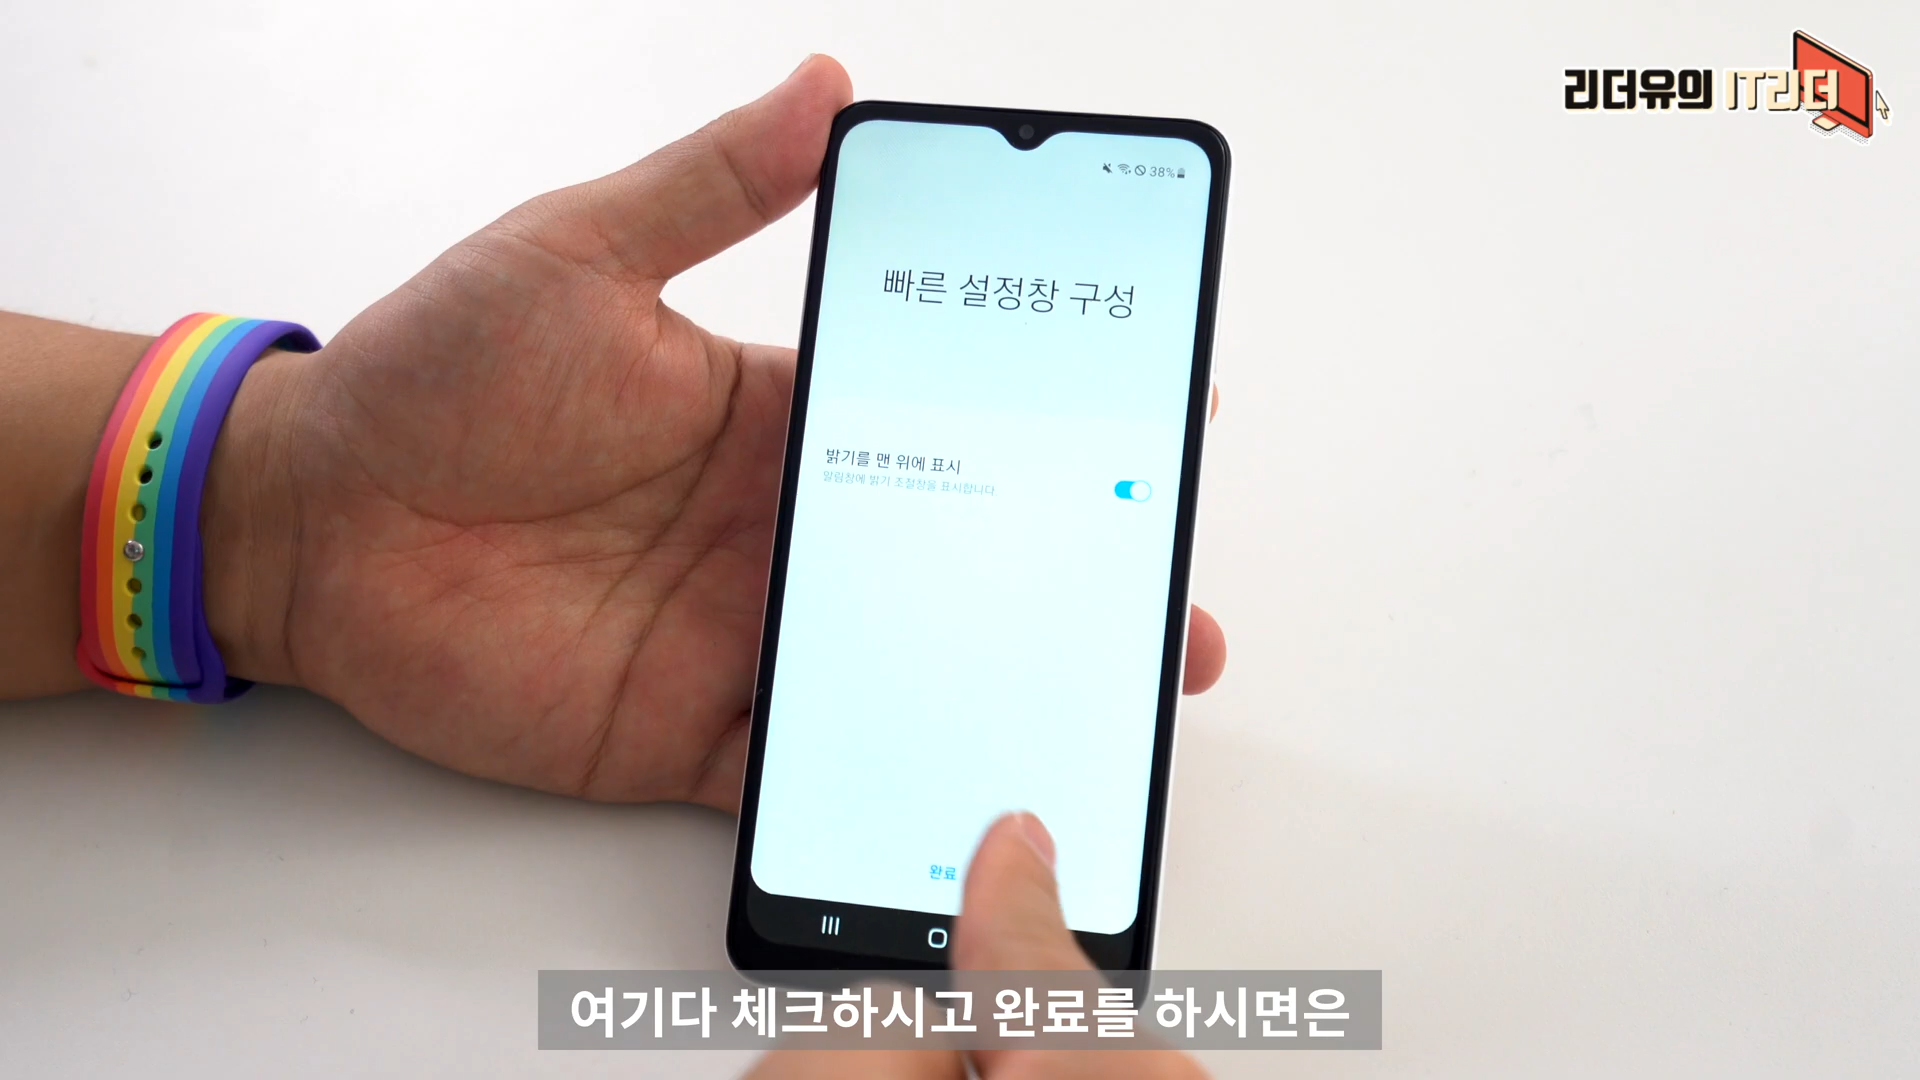 리더유의 IT리더
38%
빠른 설정창 구성
밝기를 맨 위에 표시
알림창에 밝기 조절창을 표시합니다.
완료
여기다 체크하시고 완료를 하시면은